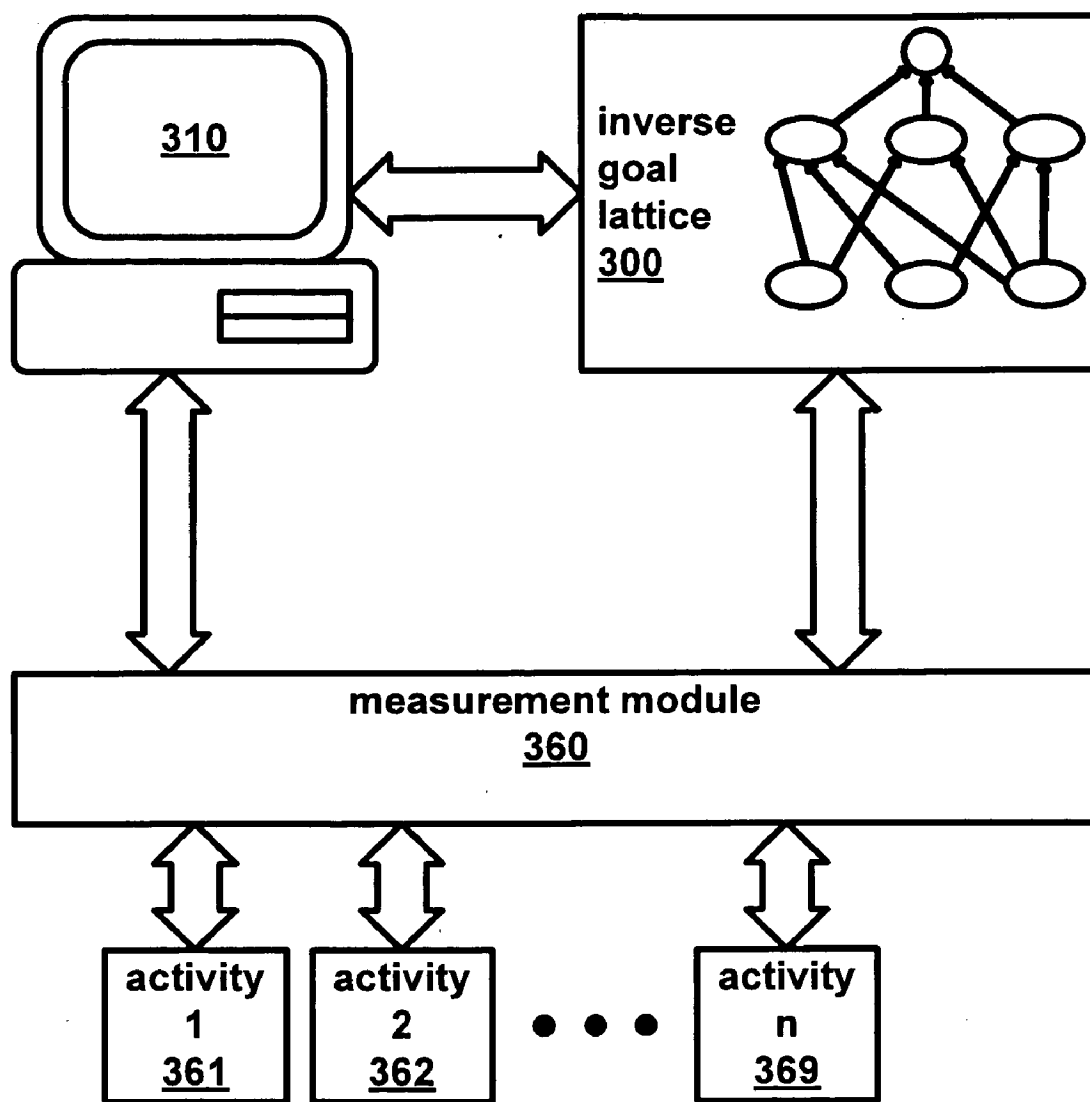 310
inverse
goal
lattice
300
measurement module
360
activity
1
361
activity
2
362
activity
n
369